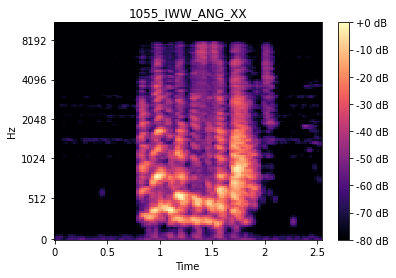 1055_IWW_ANG_XX
8192
4096
2048
1024
512
0
Hz
0 0.5 1 1.5 2 2.5
Time
+0 dB
-10 dB
-20 dB
-30 dB
-40 dB
-50 dB
-60 dB
-70 dB
-80 dB